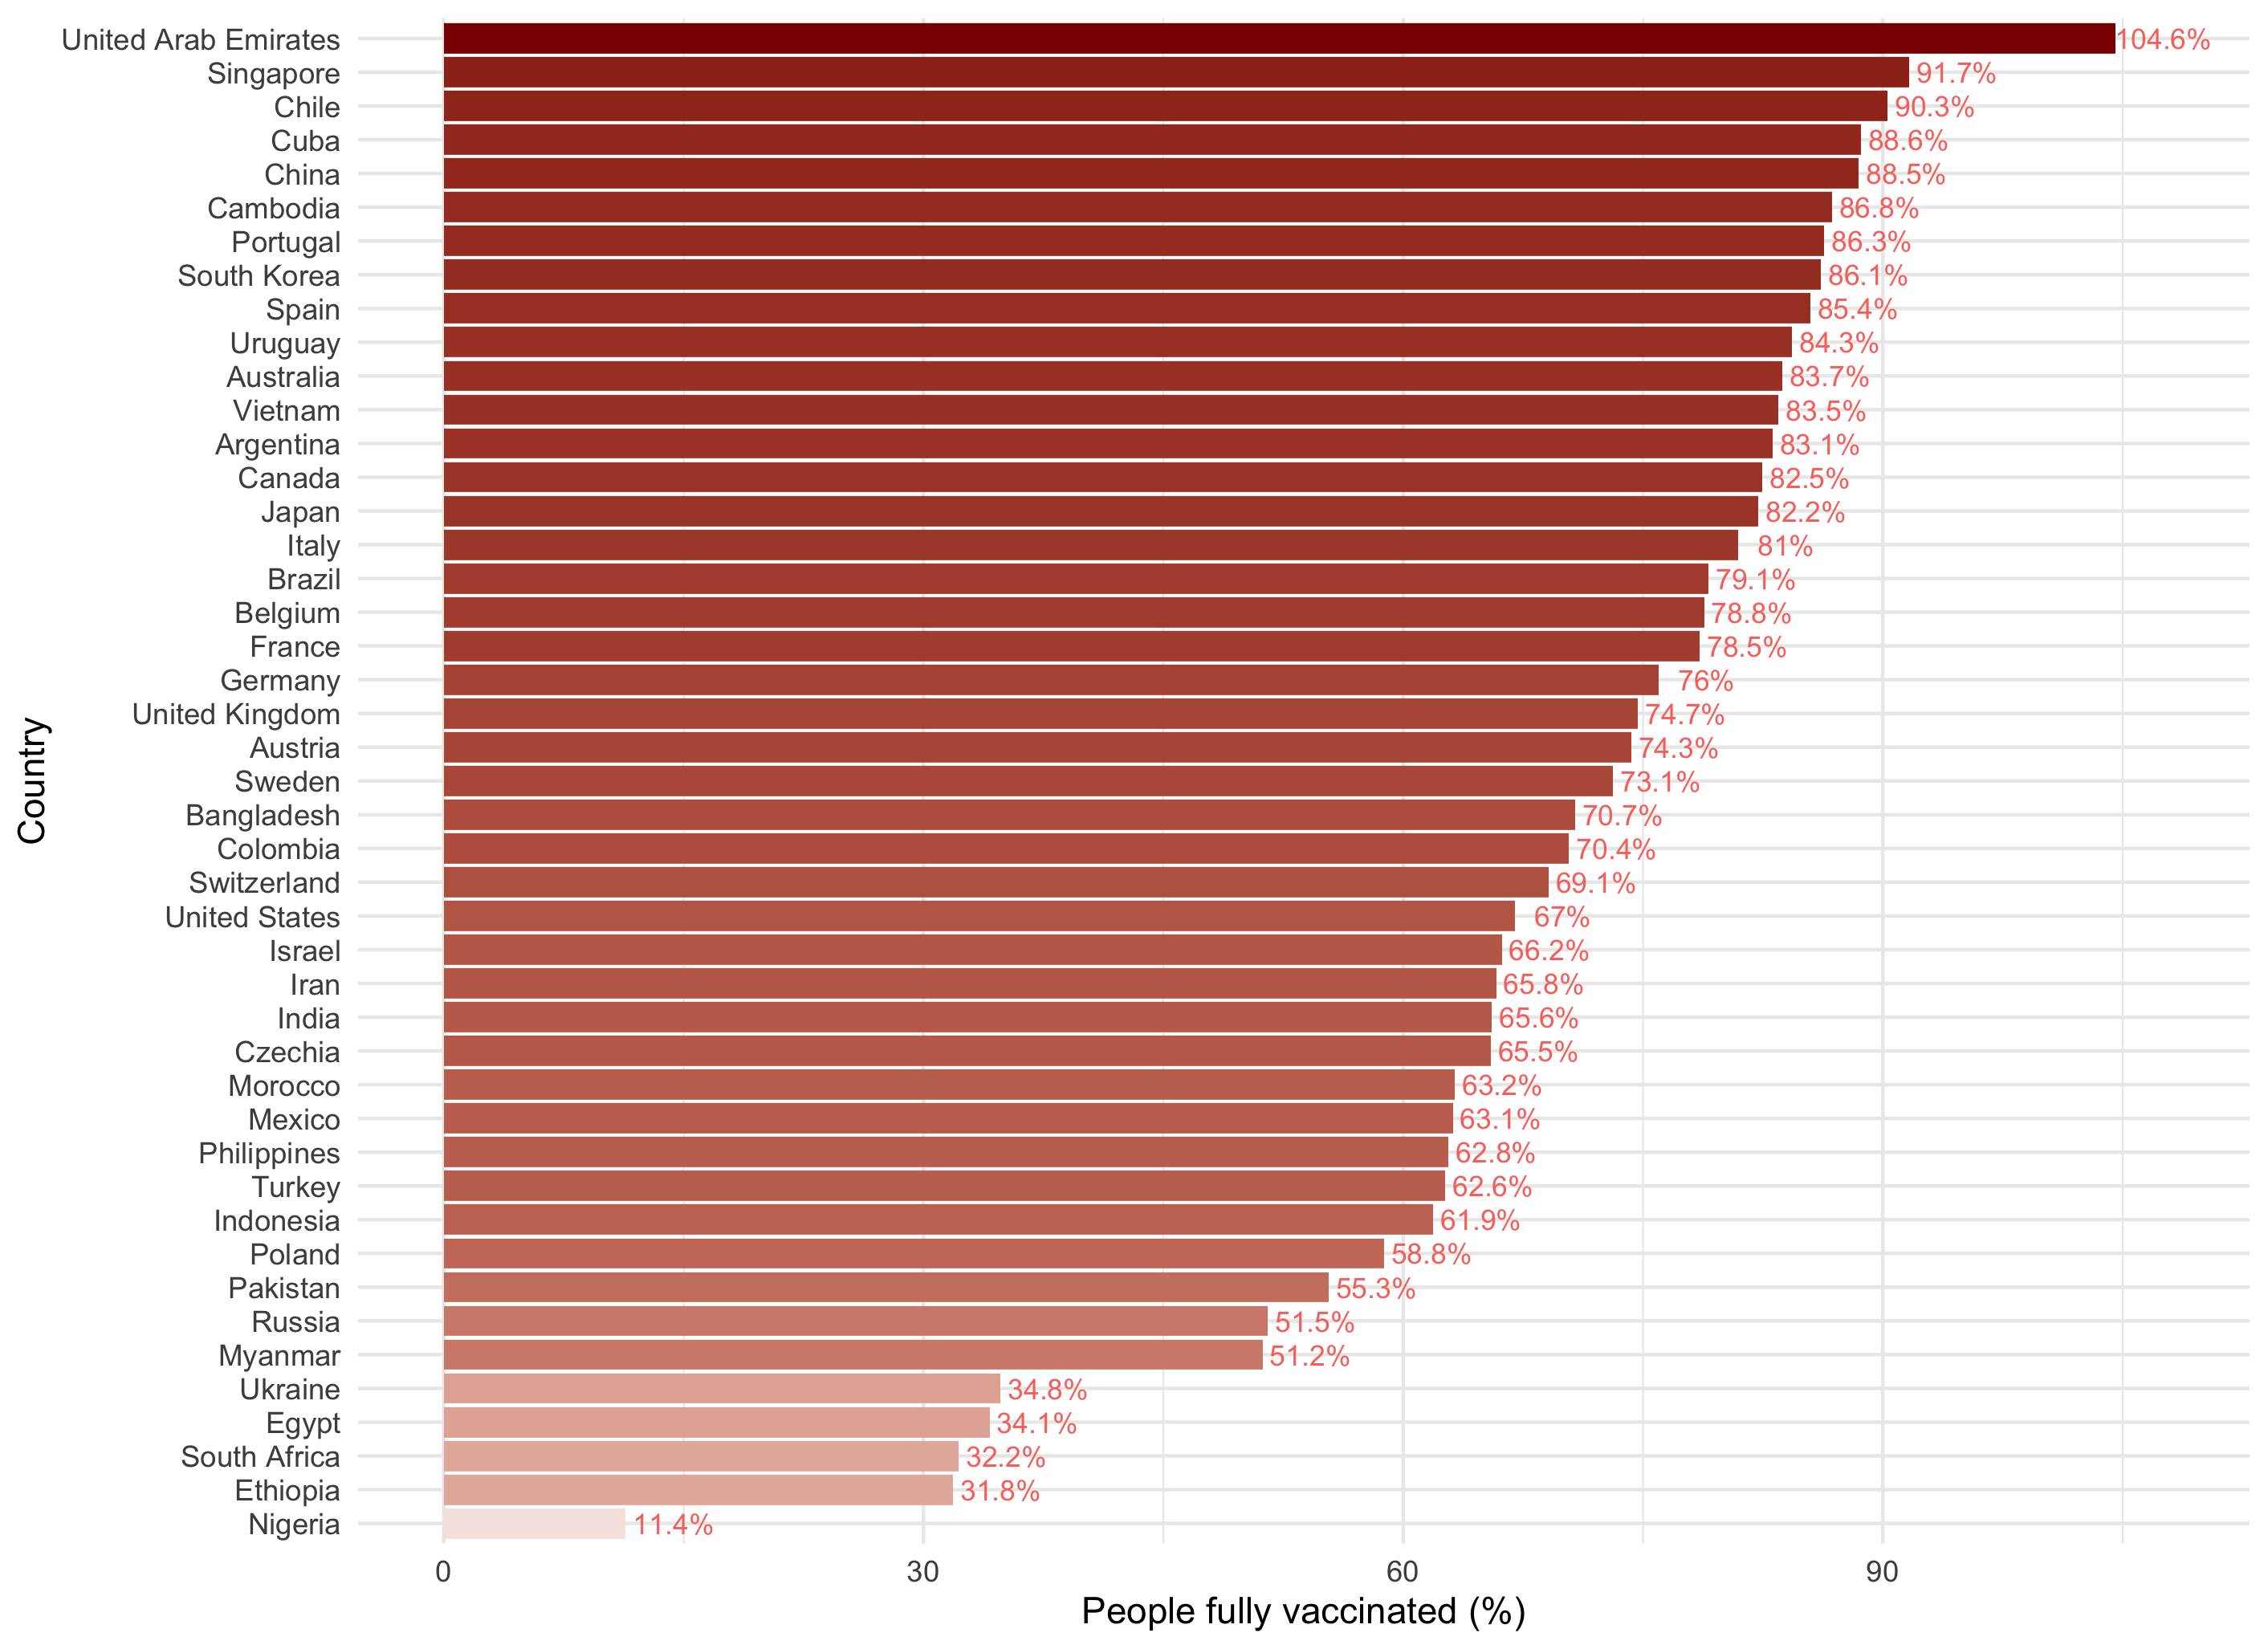 United Arab Emirates 104.6%
Singapore 91.7%
Chile 90.3%
Cuba 88.6%
China 88.5%
Cambodia 86.8%
Portugal 86.3%
South Korea 86.1%
Spain 85.4%
Uruguay 84.3%
Australia 83.7%
Vietnam 83.5%
Argentina 83.1%
Canada 82.5%
Japan 82.2%
Italy 81%
Brazil 79.1%
Belgium 78.8%
France 78.5%
Germany 76%
United Kingdom 74.7%
Austria 74.3%
Sweden 73.1%
Bangladesh 70.7%
Colombia 70.4%
Switzerland 69.1%
United States 67%
Israel 66.2%
Iran 65.8%
India 65.6%
Czechia 65.5%
Morocco 63.2%
Mexico 63.1%
Philippines 62.8%
Turkey 62.6%
Indonesia 61.9%
Poland 58.8%
Pakistan 55.3%
Russia 51.5%
Myanmar 51.2%
Ukraine 34.8%
Egypt 34.1%
South Africa 32.2%
Ethiopia 31.8%
Nigeria 11.4%
Country
0 30 60 90
People fully vaccinated (%)